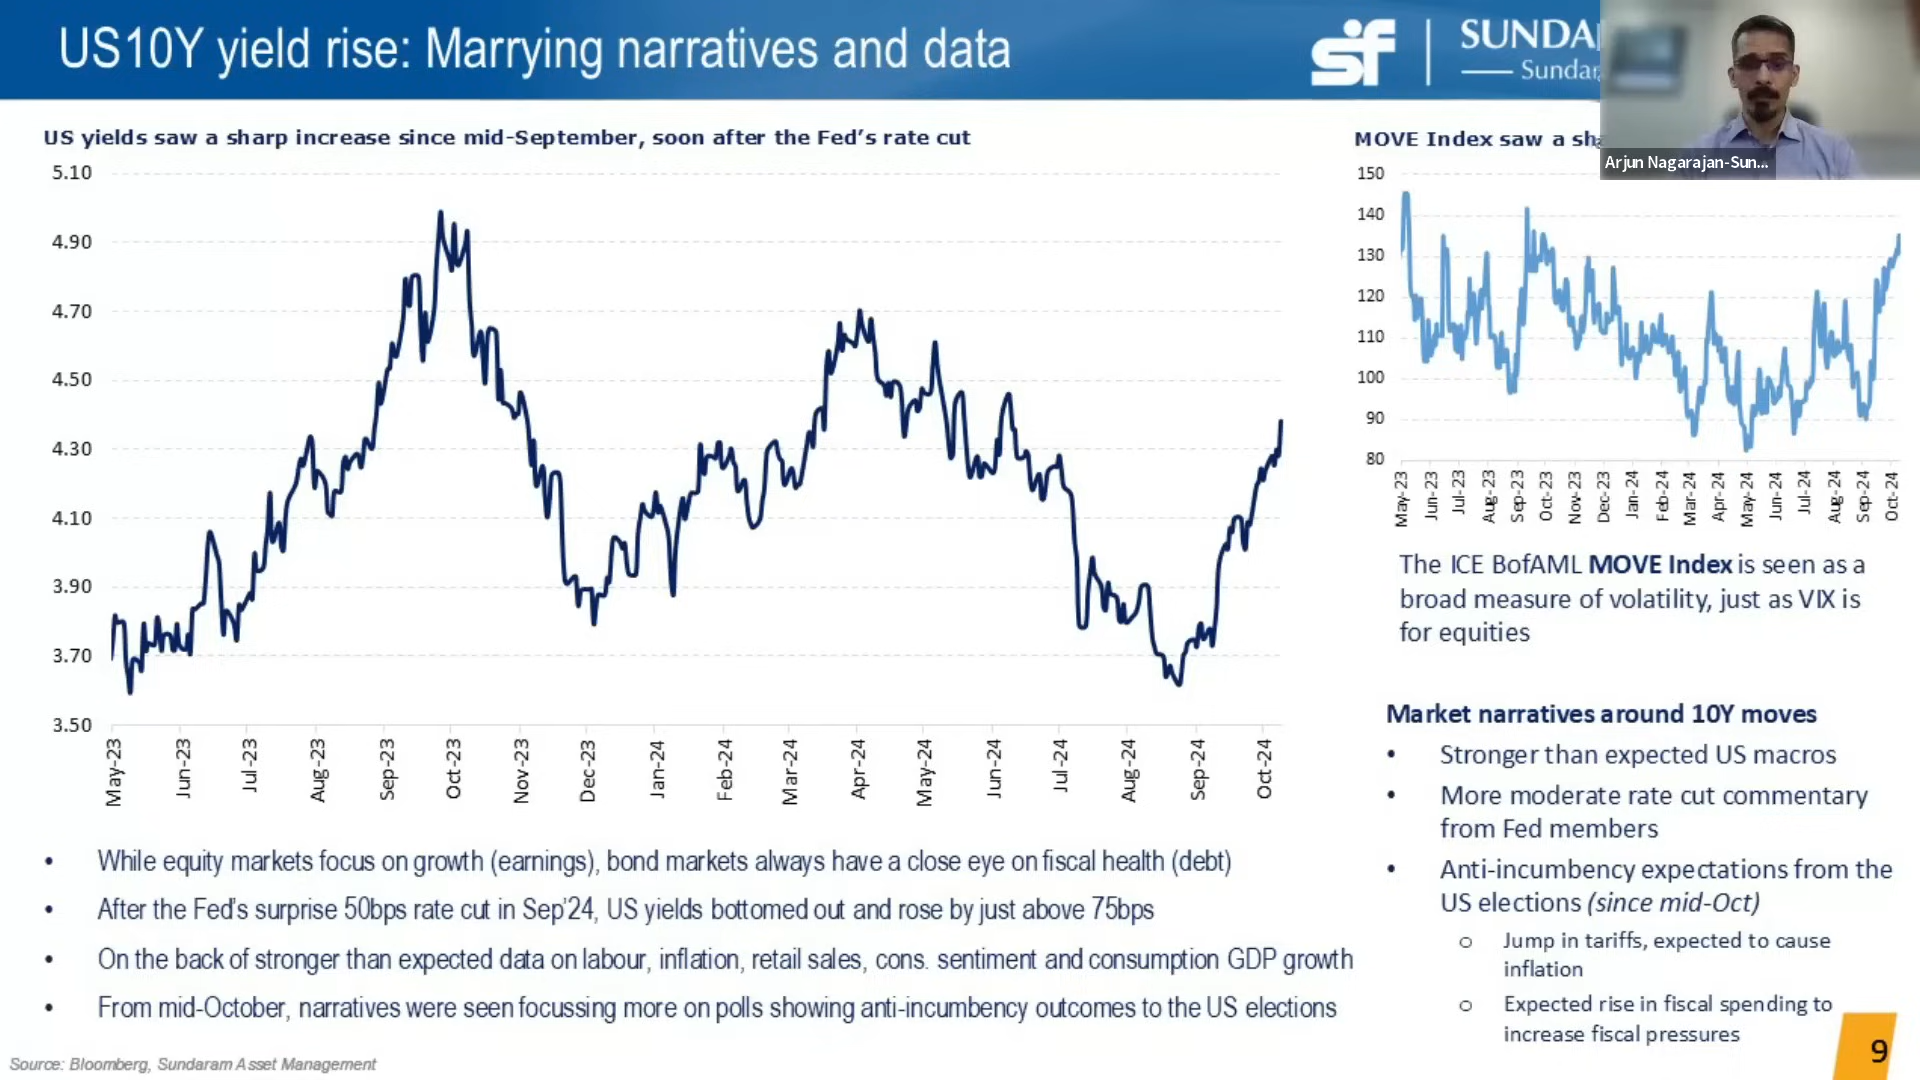 US10Y yield rise: Marrying narratives and data
sf
SUNDA
Sundar
Arjun Nagarajan-Sun...
US yields saw a sharp increase since mid-September, soon after the Fed's rate cut
5.10
4.90
4.70
4.50
4.30
4.10
3.90
3.70
3.50
May-23
Jun-23
Jul-23
Aug-23
Sep-23
Oct-23
Nov-23
Dec-23
Jan-24
Feb-24
Mar-24
Apr-24
May-24
Jun-24
Jul-24
Aug-24
Sep-24
Oct-24
MOVE Index saw a sha
150
140
130
120
110
100
90
80
May-23
Jun-23
Jul-23
Aug-23
Sep-23
Oct-23
Nov-23
Dec-23
Jan-24
Feb-24
Mar-24
Apr-24
May-24
Jun-24
Jul-24
Aug-24
Sep-24
Oct-24
The ICE BofAML MOVE Index is seen as a
broad measure of volatility, just as VIX is
for equities
Market narratives around 10Y moves
• Stronger than expected US macros
• More moderate rate cut commentary
from Fed members
• Anti-incumbency expectations from the
US elections (since mid-Oct)
o Jump in tariffs, expected to cause
inflation
o Expected rise in fiscal spending to
increase fiscal pressures
• While equity markets focus on growth (earnings), bond markets always have a close eye on fiscal health (debt)
• After the Fed's surprise 50bps rate cut in Sep'24, US yields bottomed out and rose by just above 75bps
• On the back of stronger than expected data on labour, inflation, retail sales, cons. sentiment and consumption GDP growth
• From mid-October, narratives were seen focussing more on polls showing anti-incumbency outcomes to the US elections
Source: Bloomberg, Sundaram Asset Management
9